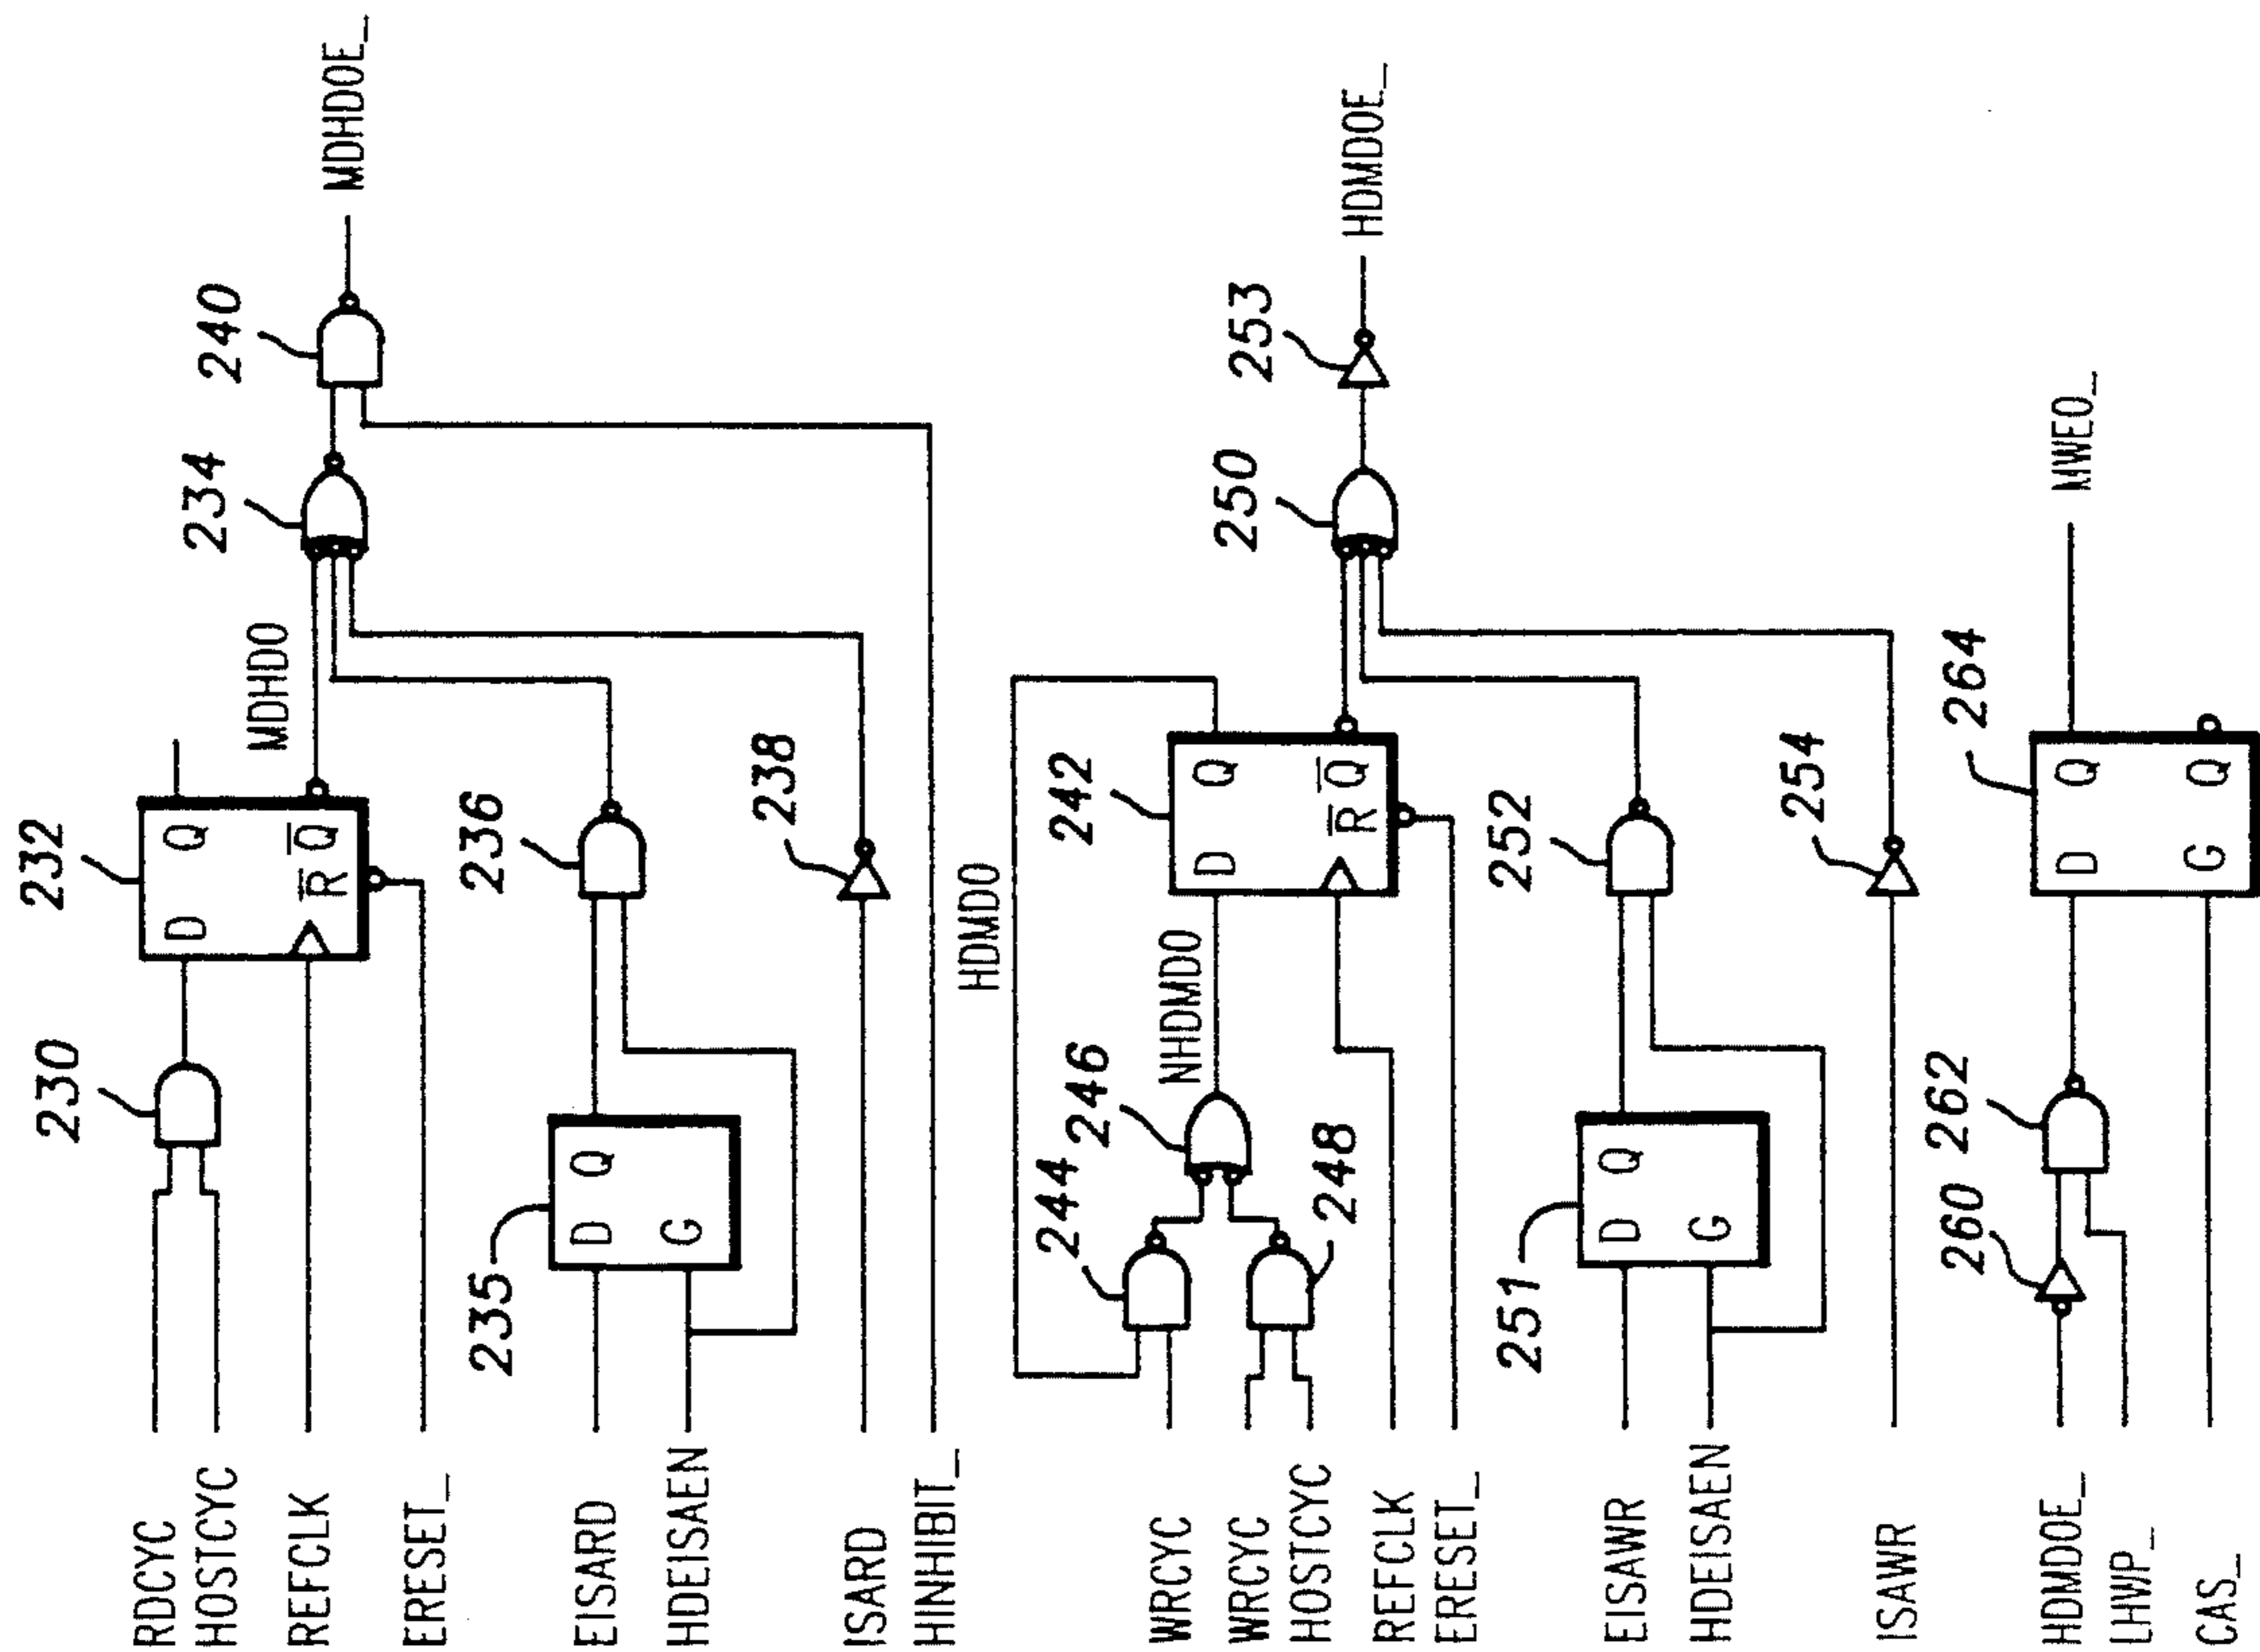 RDCYC
HOSTCYC
REFCLK
ERESET_
EISARD
HDEISAEN
ISARD
HINHIBIT_
230
232
D Q
R Q
MDHDO
234
240
MDHDOE_
235
D Q
G
236
238
WRCYC
WRCYC
HOSTCYC
REFCLK
ERESET_
EISAWR
HDEISAEN
ISAWR
HDMDO
244
246
248
NHDMDO
242
D Q
R Q
250
253
HDMDOE_
251
D Q
G
252
254
HDMDOE_
LHWP_
CAS_
260
262
264
D Q
G Q
MWEO_